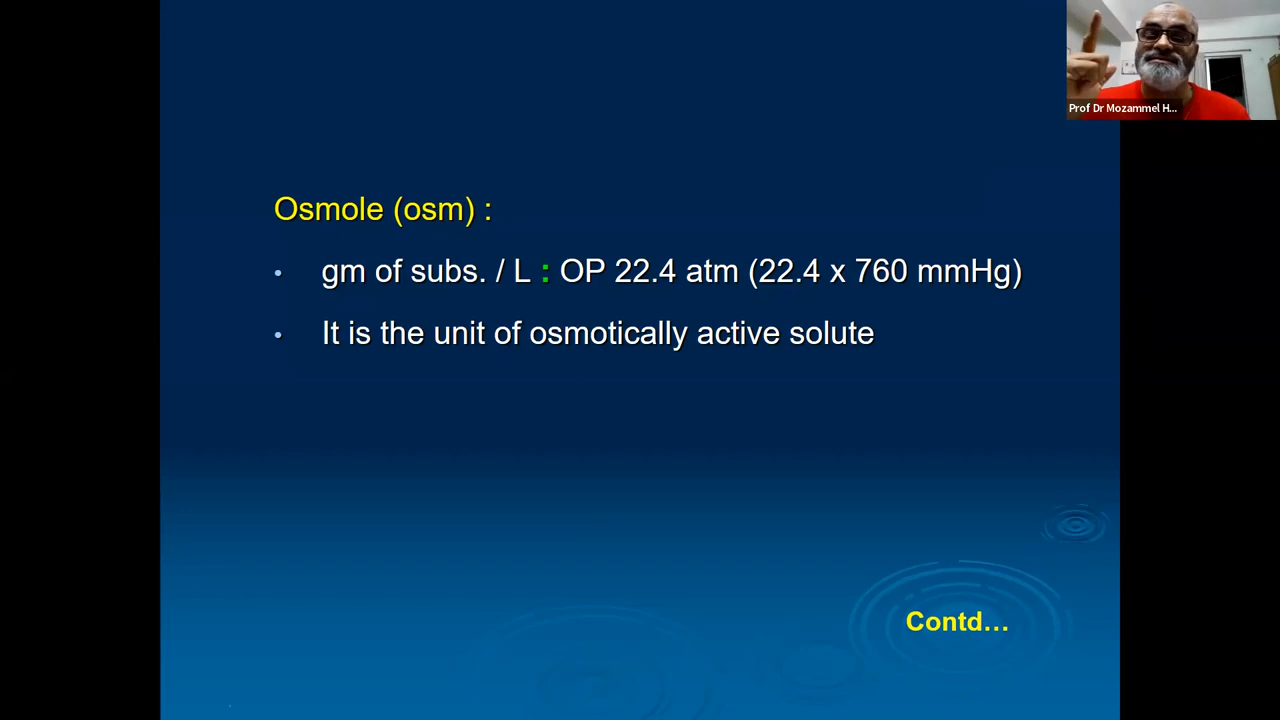 Prof Dr Mozammel H...
Osmole (osm) :
• gm of subs. / L : OP 22.4 atm (22.4 x 760 mmHg)
• It is the unit of osmotically active solute
Contd…